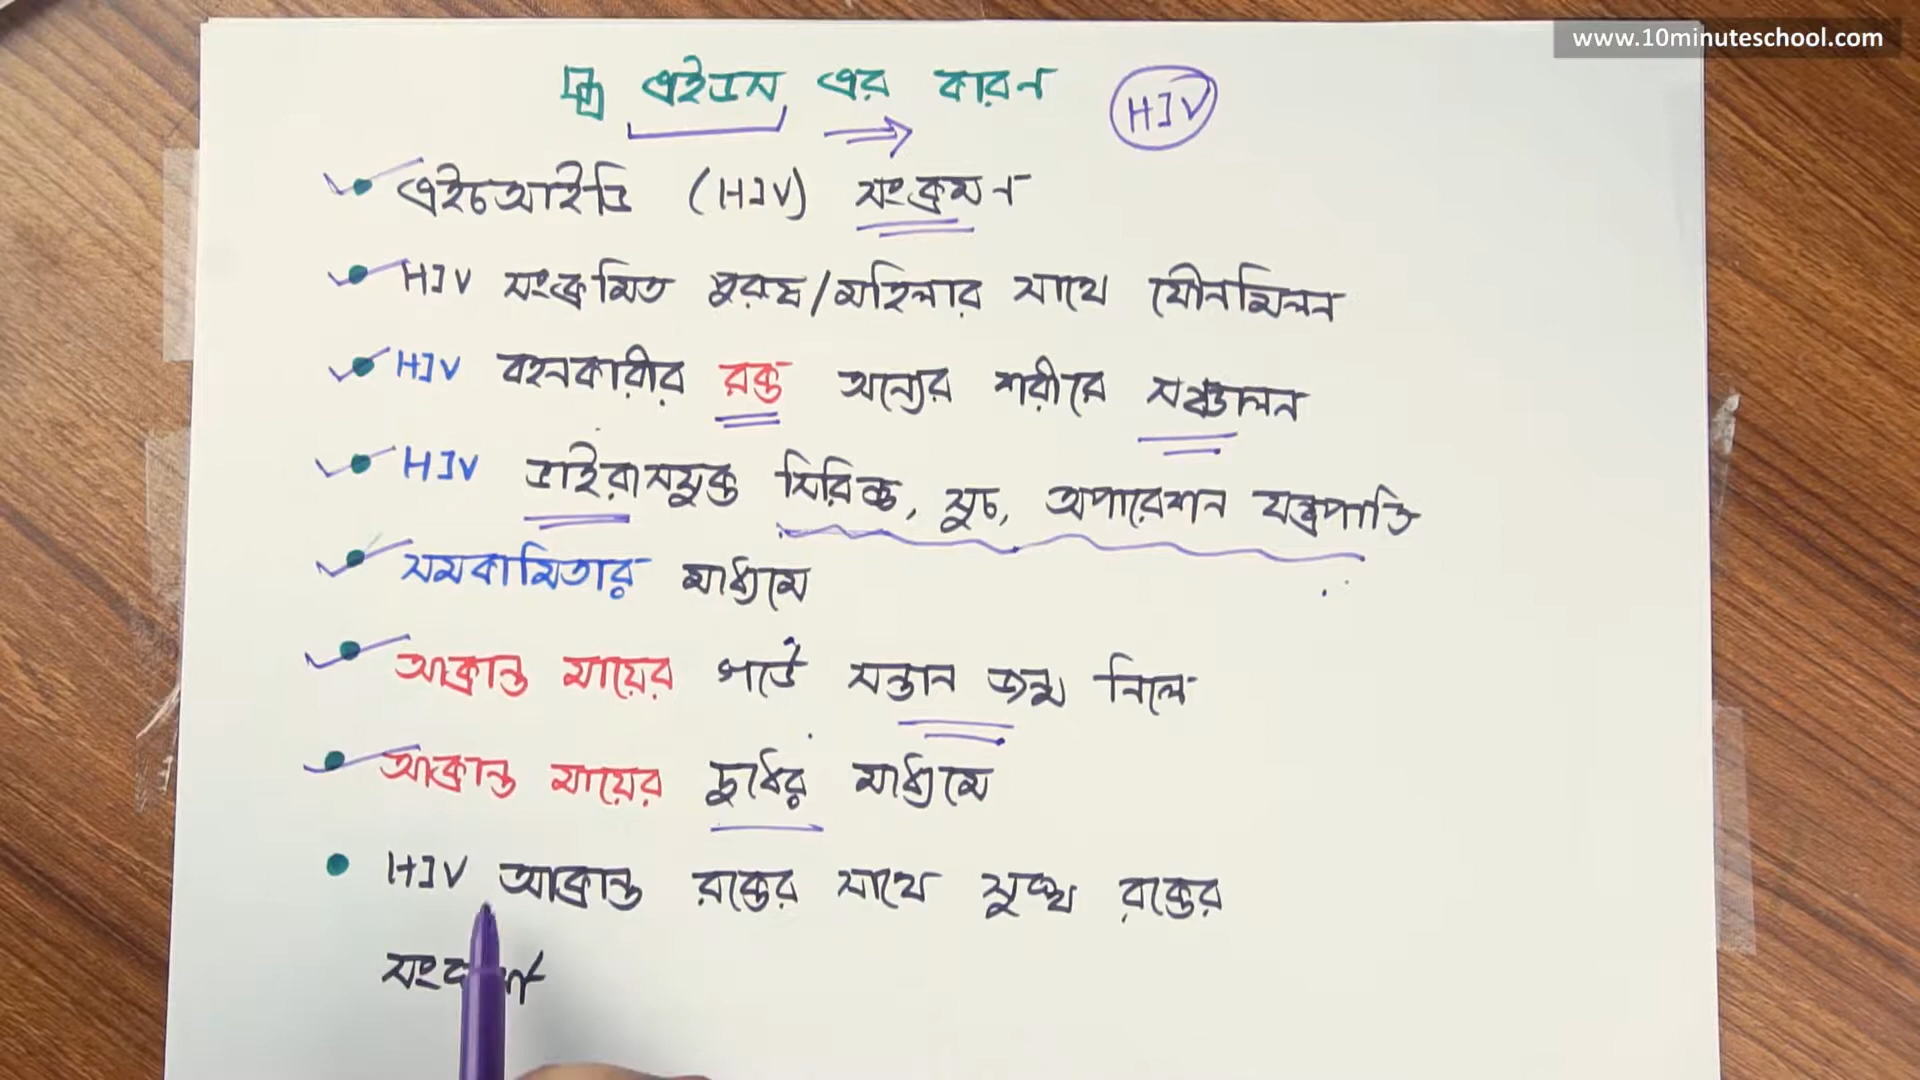 www.10minuteschool.com
এইডস এর কারন HIV
এইচআইভি (HIV) সংক্রমন
HIV সংক্রমিত পুরুষ/মহিলার সাথে যৌনমিলন
HIV বহনকারীর রক্ত অন্যের শরীরে সঞ্চালন
HIV ভাইরাসযুক্ত সিরিঞ্জ, সুচ, অপারেশন যন্ত্রপাতি
সমকামিতার মাধ্যমে
আক্রান্ত মায়ের গর্ভে সন্তান জন্ম নিলে
আক্রান্ত মায়ের দুধের মাধ্যমে
HIV আক্রান্ত রক্তের সাথে সুস্থ রক্তের